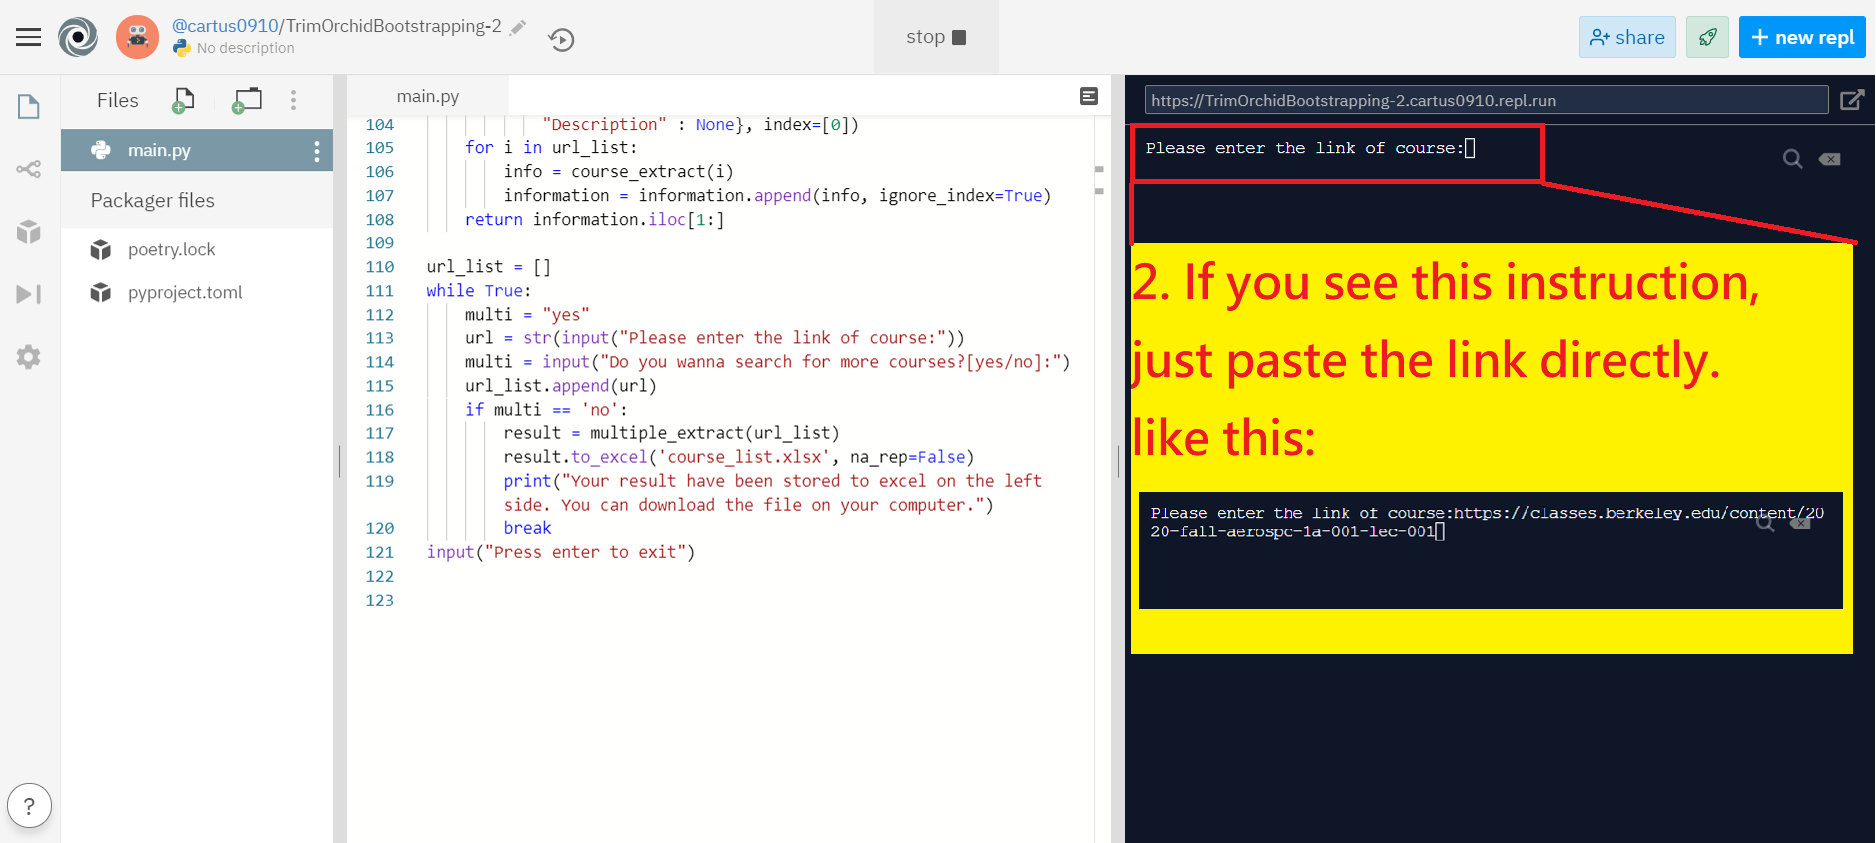 @cartus0910/TrimOrchidBootstrapping-2
No description
stop
share
+ new repl
Files
main.py
Packager files
poetry.lock
pyproject.toml
?
main.py
104 "Description" : None}, index=[0])
105 for i in url_list:
106 info = course_extract(i)
107 information = information.append(info, ignore_index=True)
108 return information.iloc[1:]
109
110 url_list = []
111 while True:
112 multi = "yes"
113 url = str(input("Please enter the link of course:"))
114 multi = input("Do you wanna search for more courses?[yes/no]:")
115 url_list.append(url)
116 if multi == 'no':
117 result = multiple_extract(url_list)
118 result.to_excel('course_list.xlsx', na_rep=False)
119 print("Your result have been stored to excel on the left
side. You can download the file on your computer.")
120 break
121 input("Press enter to exit")
122
123
https://TrimOrchidBootstrapping-2.cartus0910.repl.run
Please enter the link of course:
2. If you see this instruction,
just paste the link directly.
like this:
Please enter the link of course:https://classes.berkeley.edu/content/20
20-fall-aerospc-1a-001-lec-001